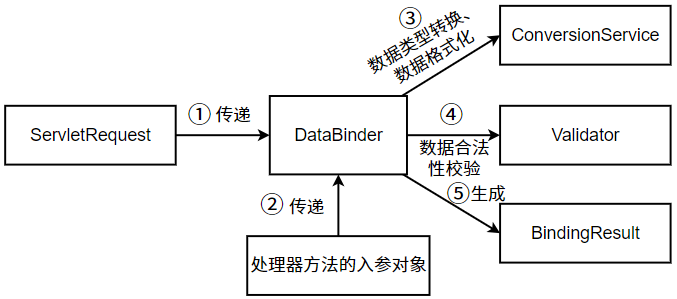 ③
数据类型转换、
数据格式化
ConversionService
ServletRequest
① 传递
DataBinder
④
数据合法
性校验
Validator
② 传递
⑤生成
BindingResult
处理器方法的入参对象